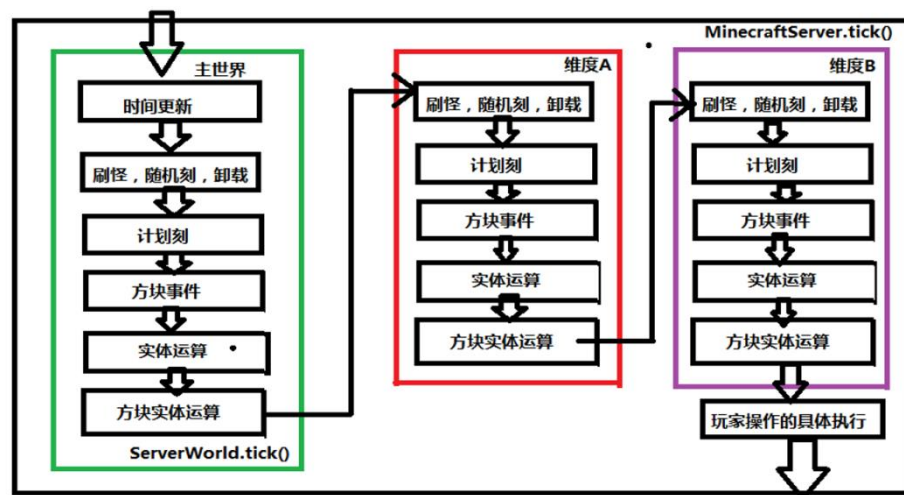 MinecraftServer.tick()
主世界
时间更新
刷怪，随机刻，卸载
计划刻
方块事件
实体运算
方块实体运算
ServerWorld.tick()
维度A
刷怪，随机刻，卸载
计划刻
方块事件
实体运算
方块实体运算
维度B
刷怪，随机刻，卸载
计划刻
方块事件
实体运算
方块实体运算
玩家操作的具体执行